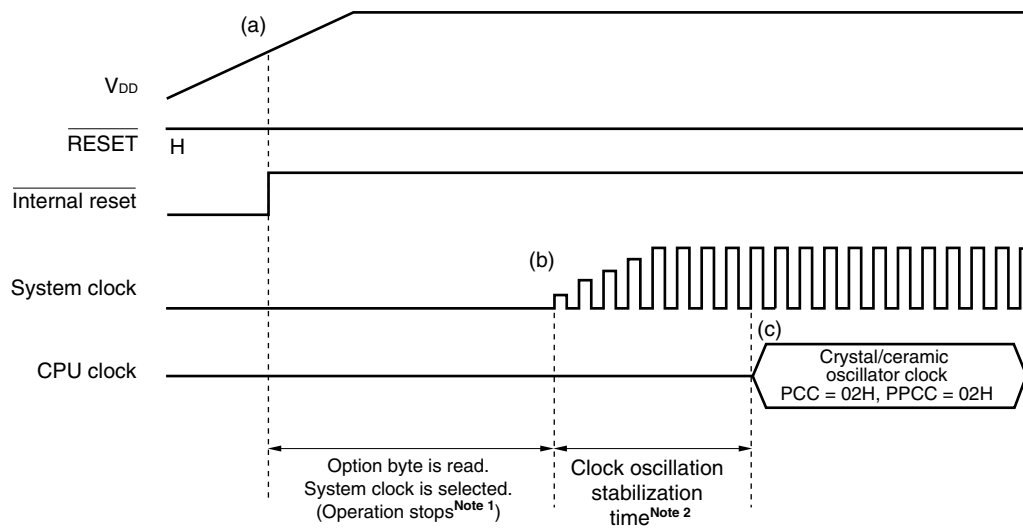 (a)
VDD
RESET
H
Internal reset
(b)
System clock
(c)
CPU clock
Crystal/ceramic
oscillator clock
PCC = 02H, PPCC = 02H
Option byte is read.
System clock is selected.
(Operation stopsNote 1)
Clock oscillation
stabilization
timeNote 2